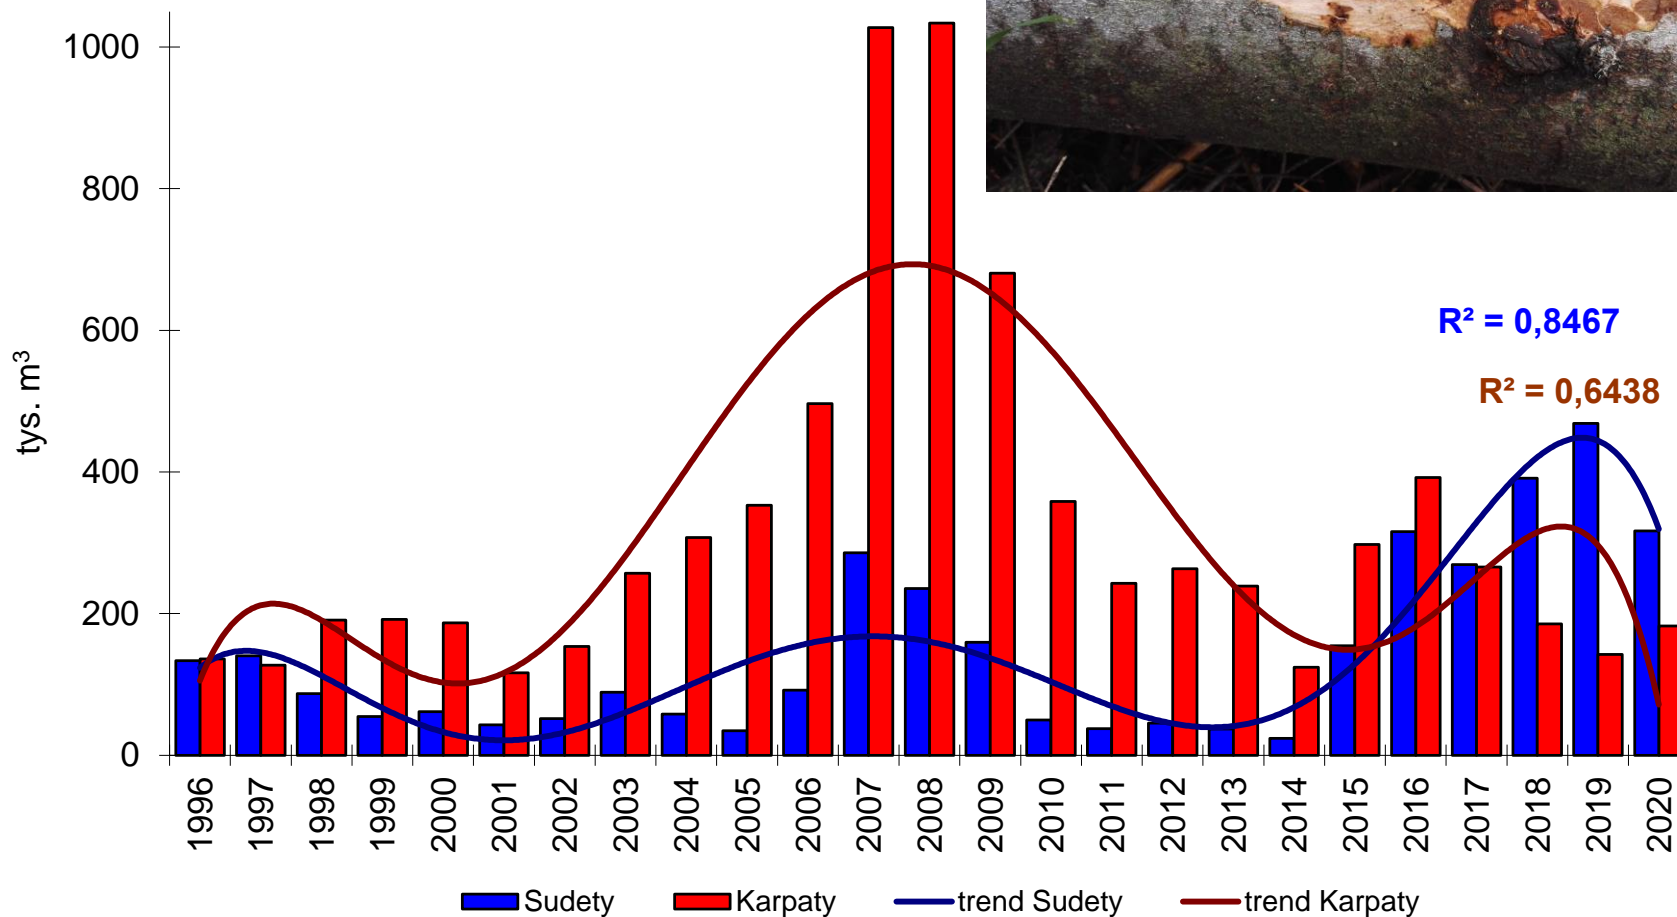 1000
800
600
400
200
0
tys. m³
R² = 0,8467
R² = 0,6438
1996 1997 1998 1999 2000 2001 2002 2003 2004 2005 2006 2007 2008 2009 2010 2011 2012 2013 2014 2015 2016 2017 2018 2019 2020
Sudety Karpaty trend Sudety trend Karpaty